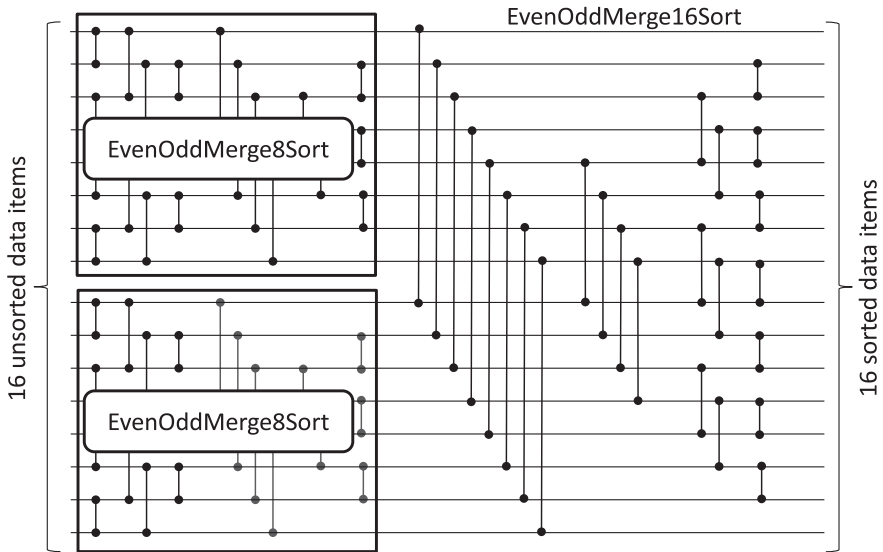 EvenOddMerge16Sort
EvenOddMerge8Sort
16 unsorted data items
16 sorted data items
EvenOddMerge8Sort